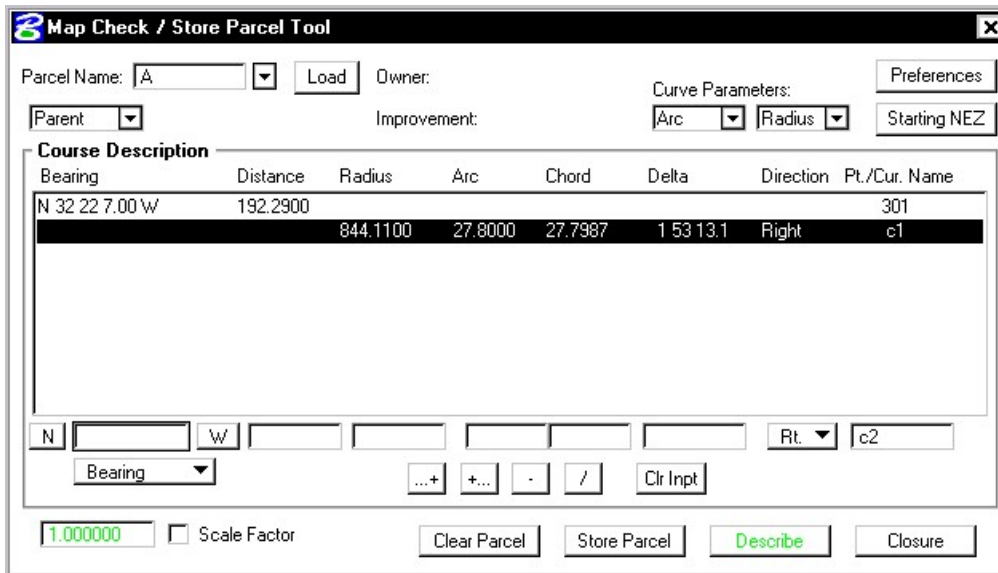 Map Check / Store Parcel Tool
Parcel Name: A Load Owner: Preferences
Curve Parameters:
Parent Improvement: Arc Radius Starting NEZ
Course Description
Bearing Distance Radius Arc Chord Delta Direction Pt./Cur. Name
N 32 22 7.00 W 192.2900 301
844.1100 27.8000 27.7987 1 53 13.1 Right c1
N W Rt. c2
Bearing ...+ +... - / Clr Inpt
1.000000 Scale Factor Clear Parcel Store Parcel Describe Closure